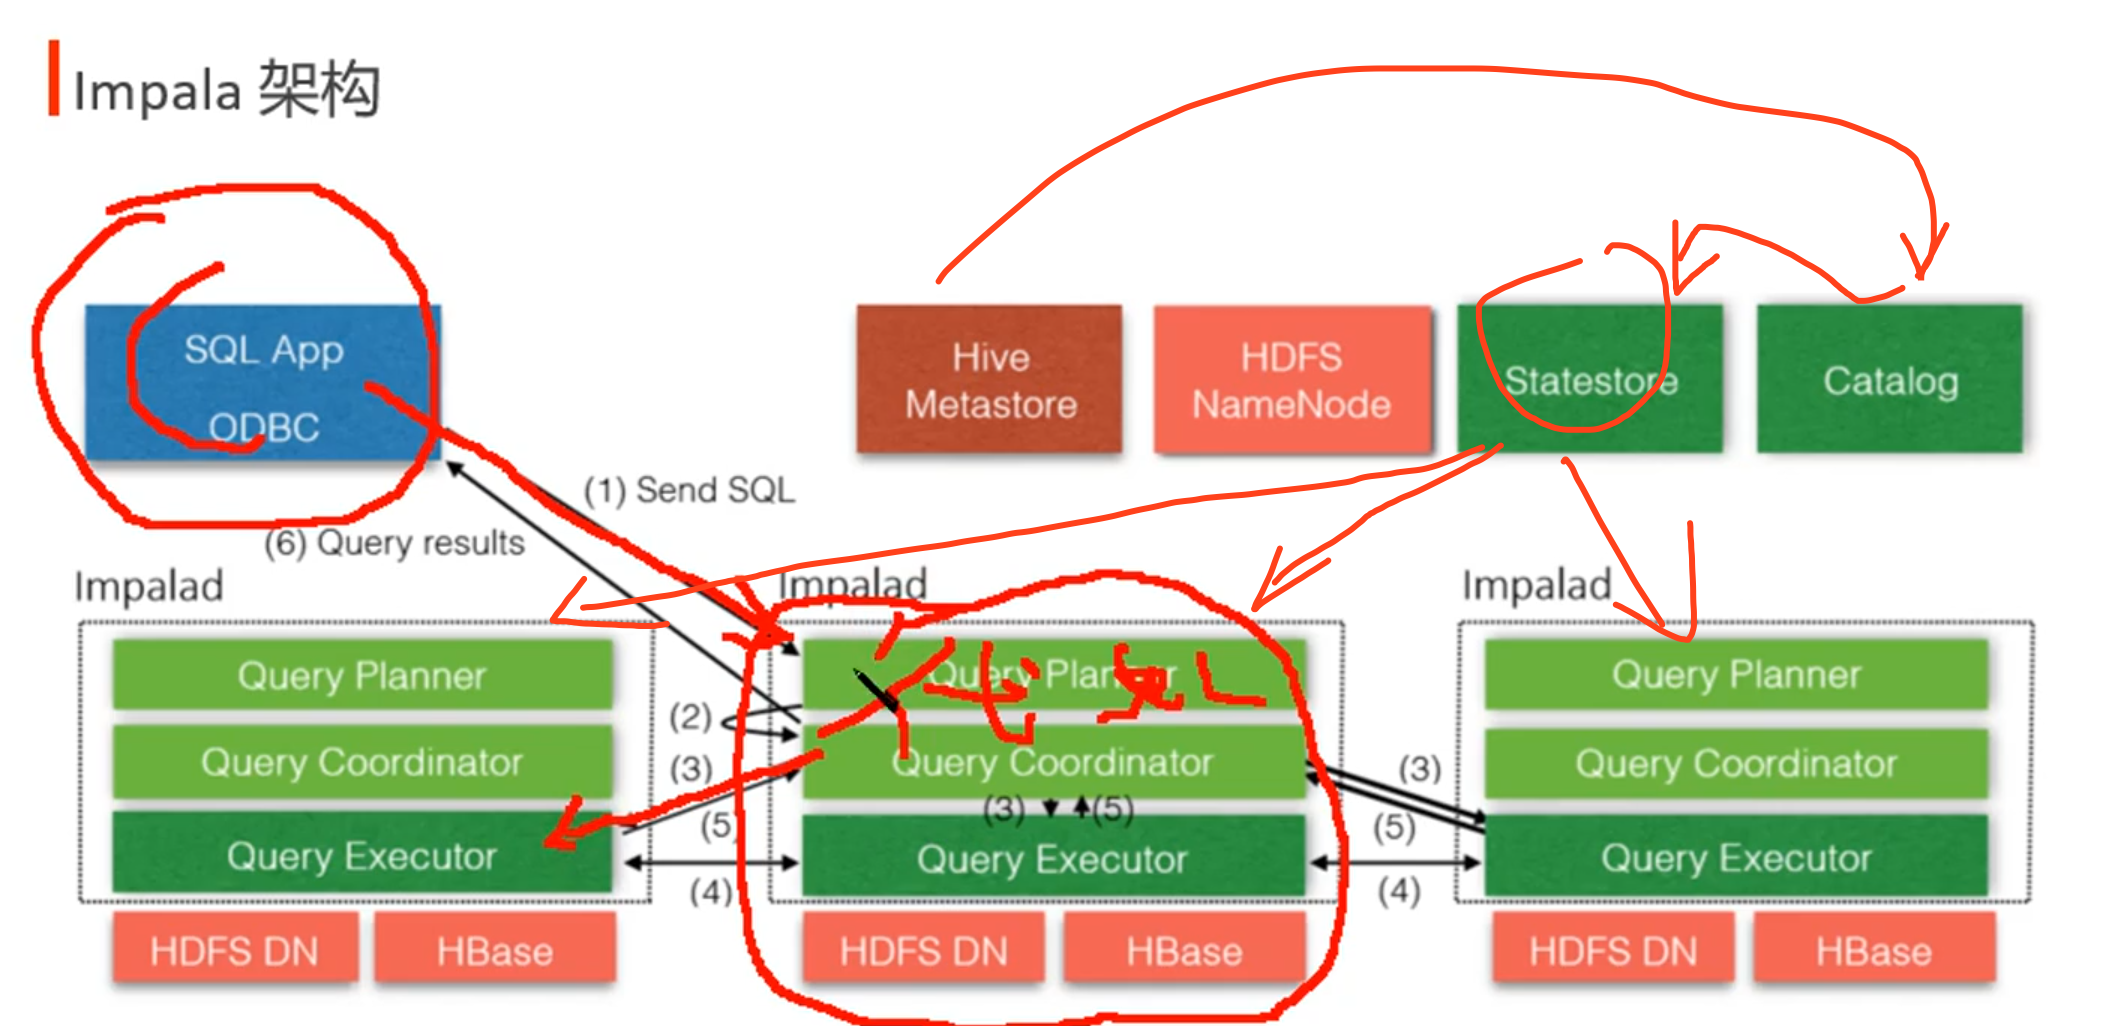 Impala 架构
SQL App
ODBC
Hive
Metastore
HDFS
NameNode
Statestore
Catalog
(1) Send SQL
(6) Query results
Impalad
Impalad
Impalad
Query Planner
Query Coordinator
Query Executor
HDFS DN
HBase
(2)
(3)
(5
(4)
Query Planner
Query Coordinator
(3)
(5)
Query Executor
HDFS DN
HBase
(3)
(5)
(4)
Query Planner
Query Coordinator
Query Executor
HDFS DN
HBase